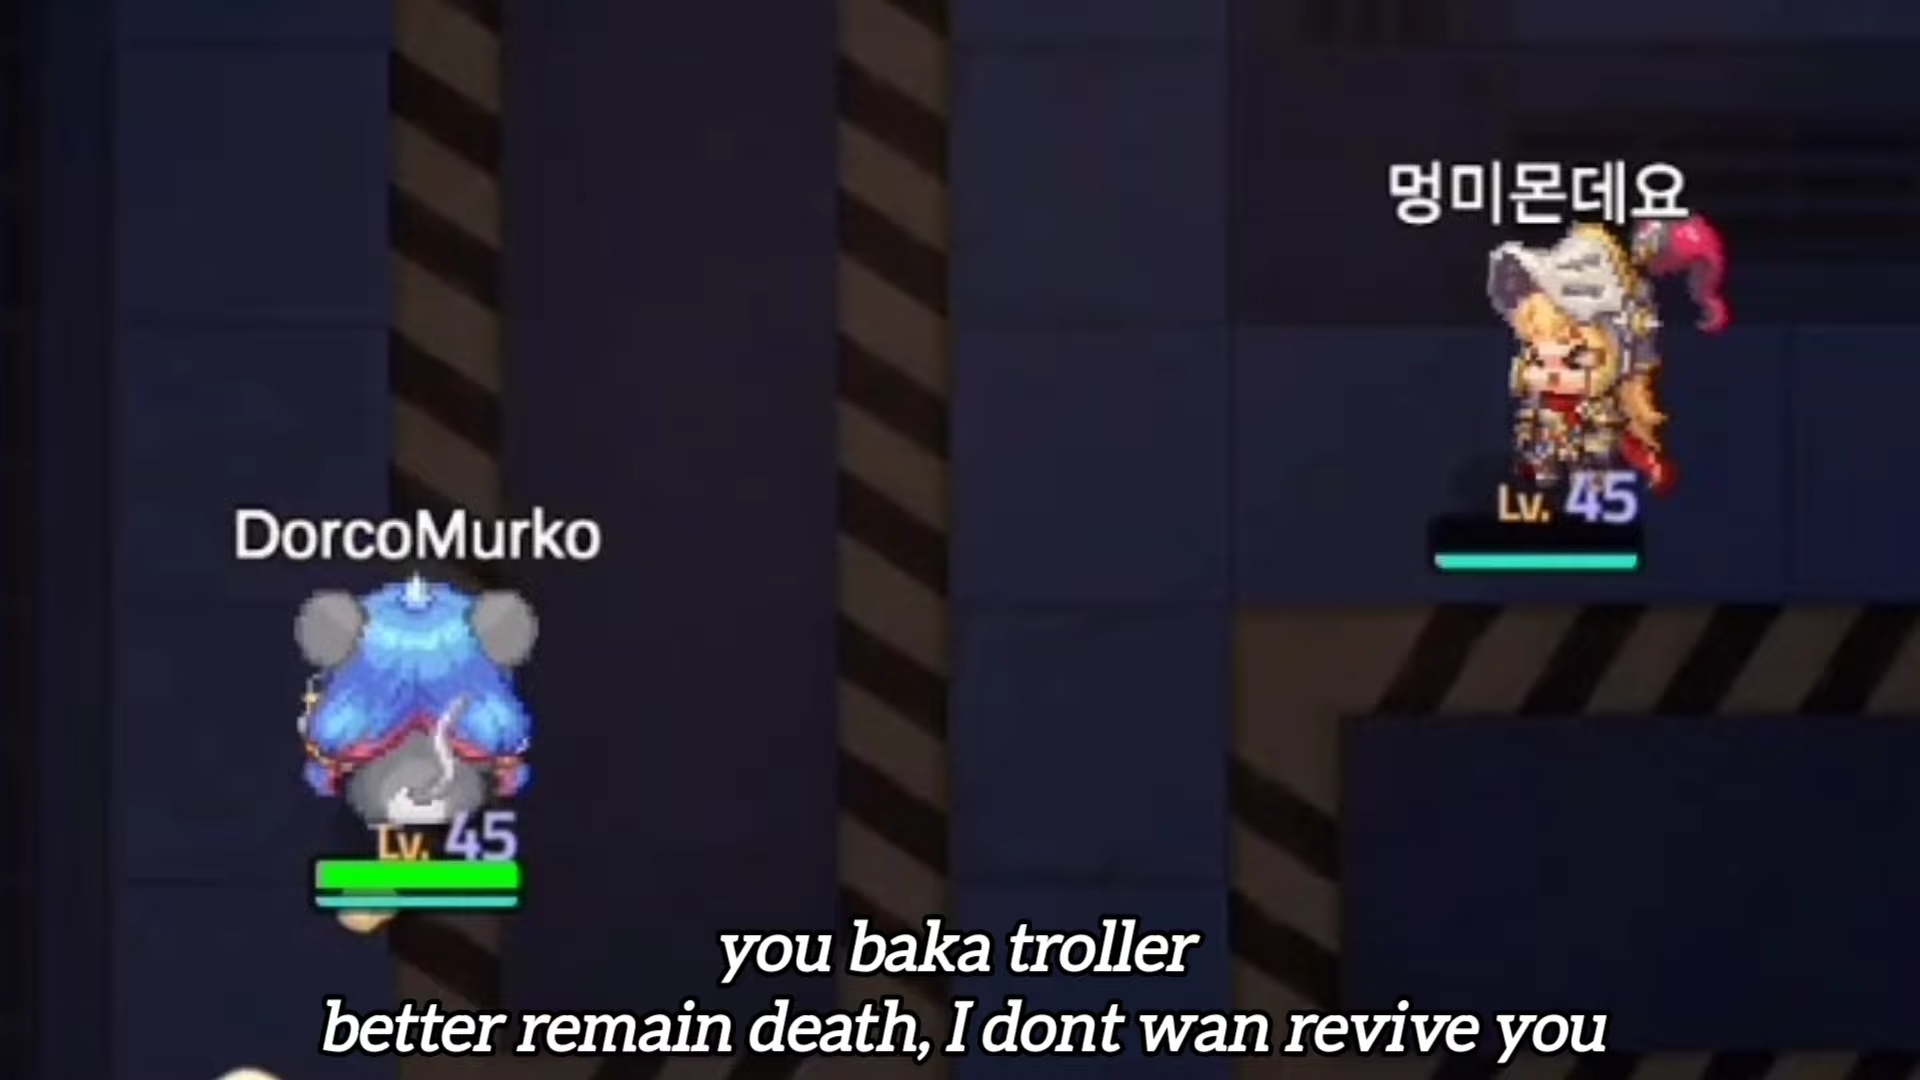 멍미몬데요
Lv. 45
DorcoMurko
Lv. 45
you baka troller
better remain death, I dont wan revive you